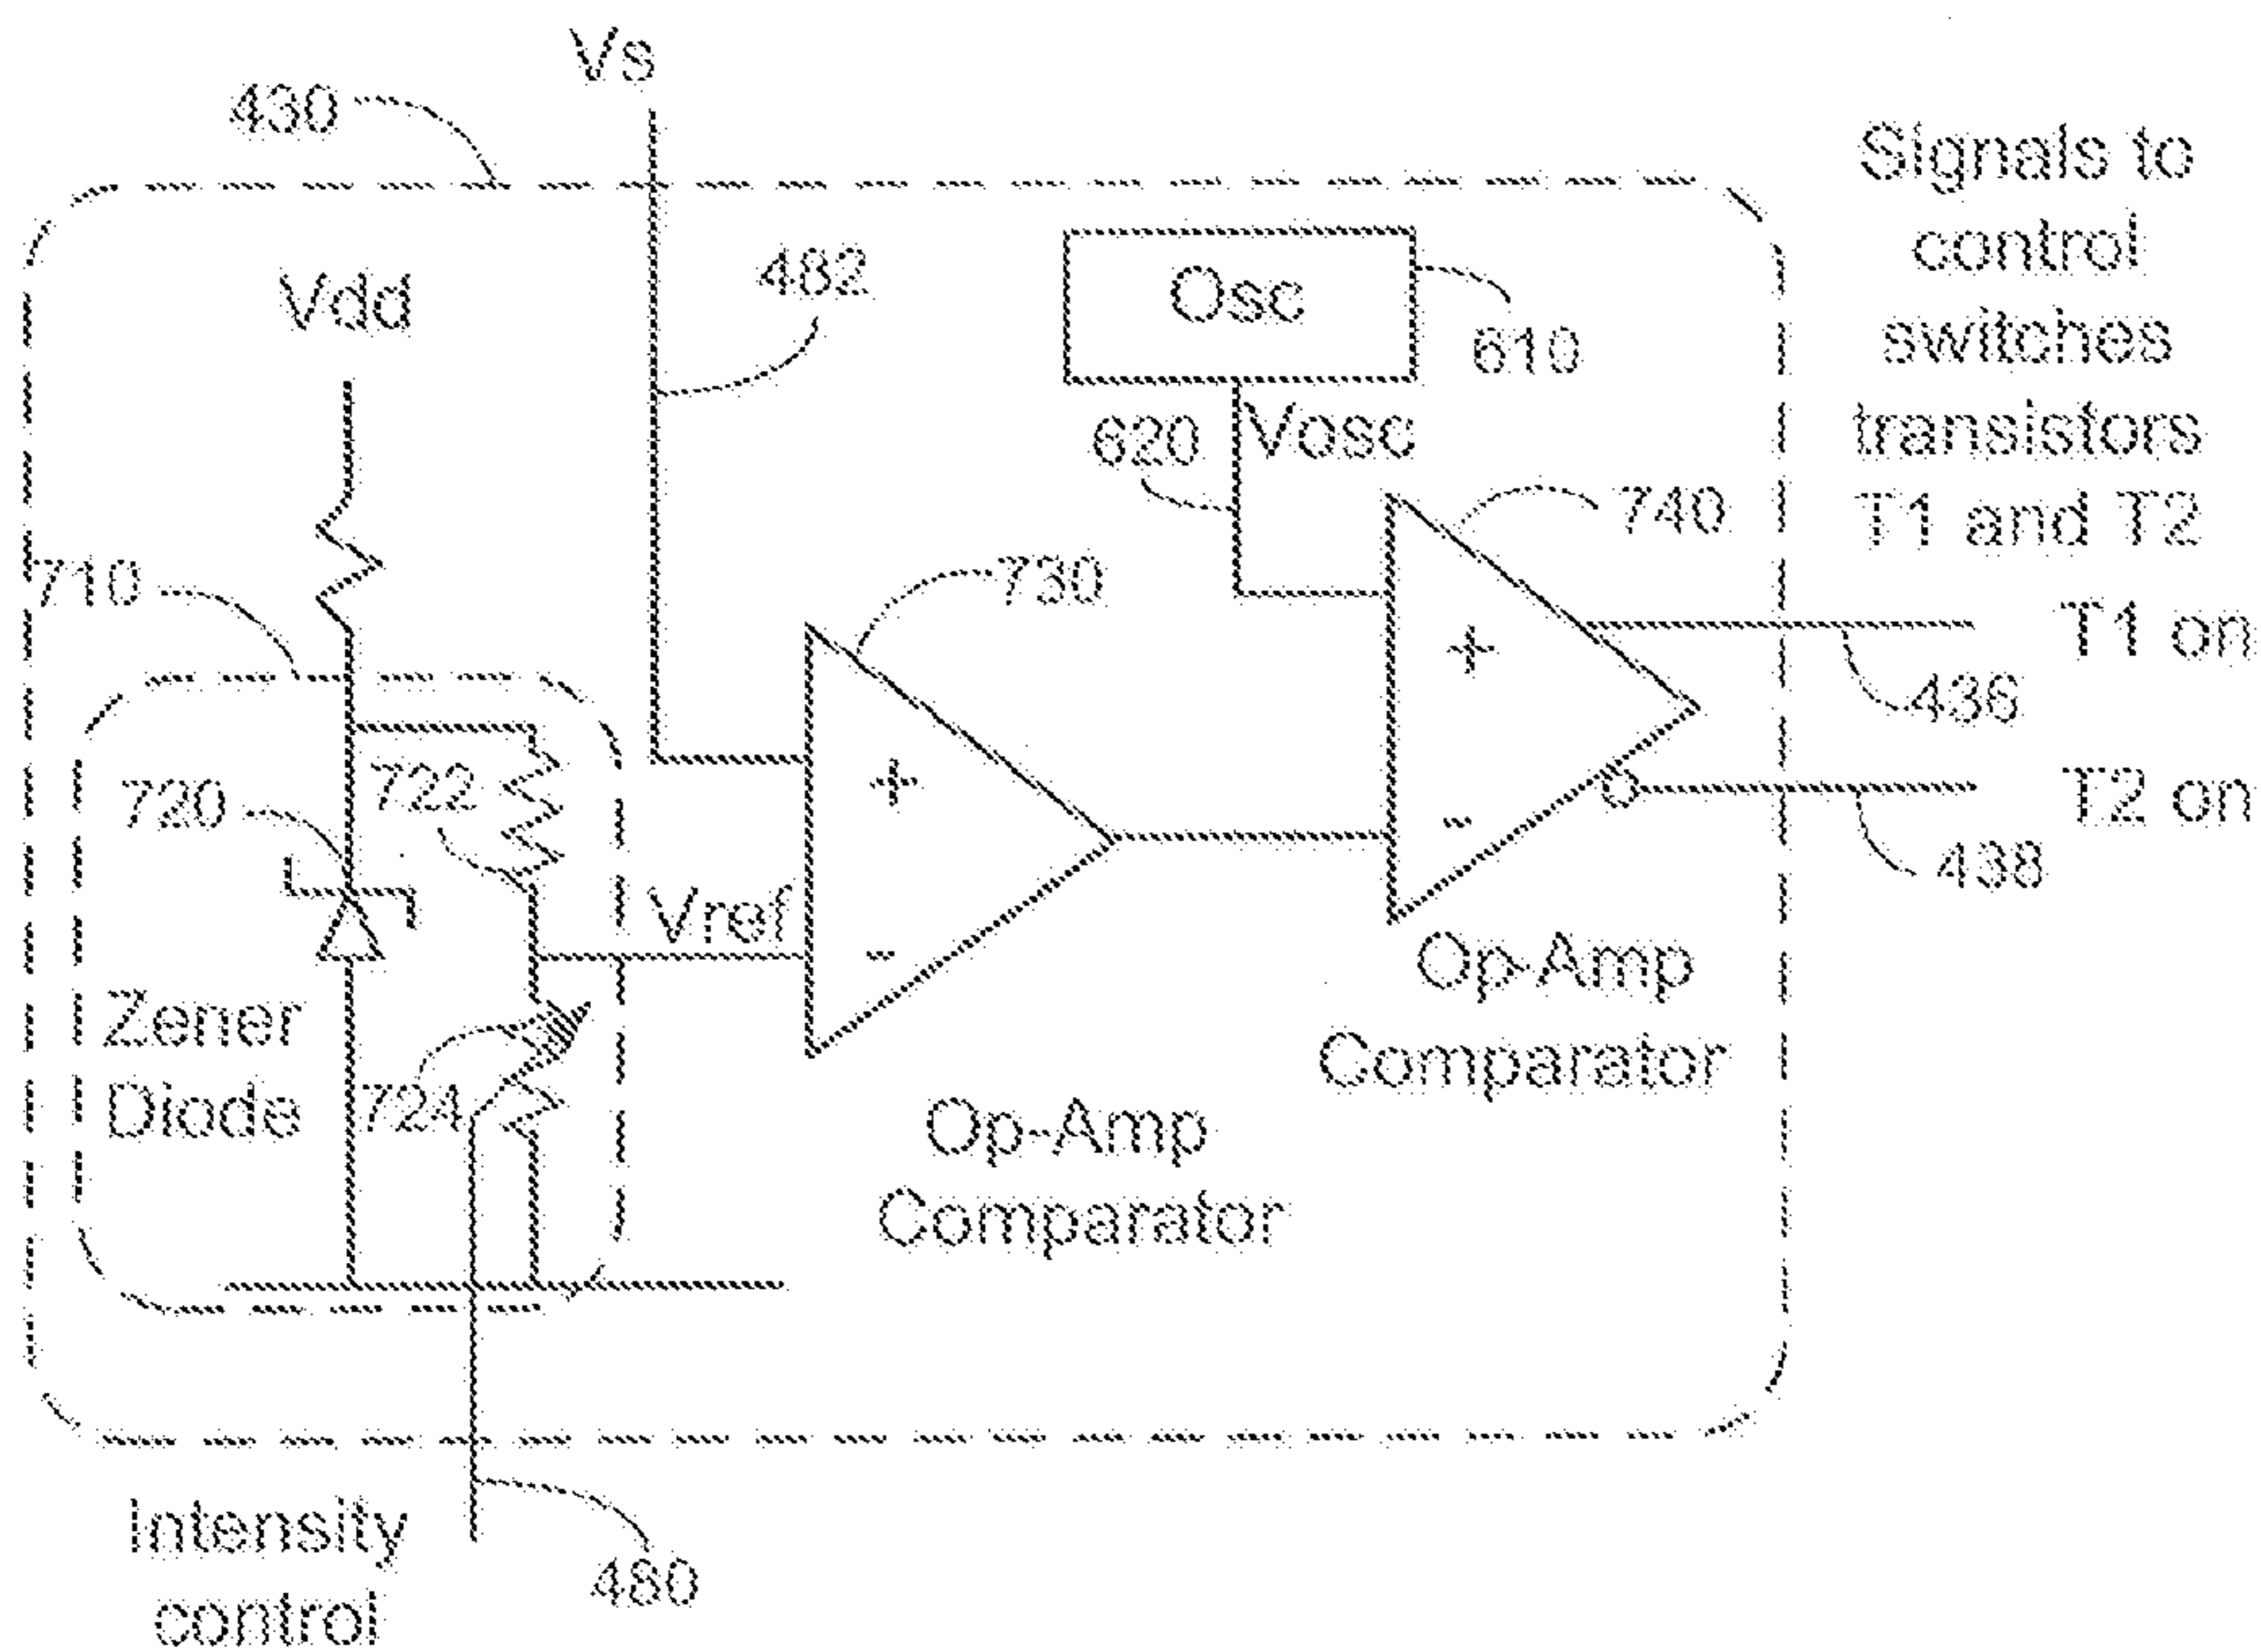 Vs
430
Signals to
control
switches
transistors
T1 and T2
Vdd
482
Osc
610
620
Vosc
740
710
730
+
T1 on
436
722
720
+
-
T2 on
438
Vref
-
Op-Amp
Comparator
Zener
Diode
724
Op-Amp
Comparator
Intensity
control
480